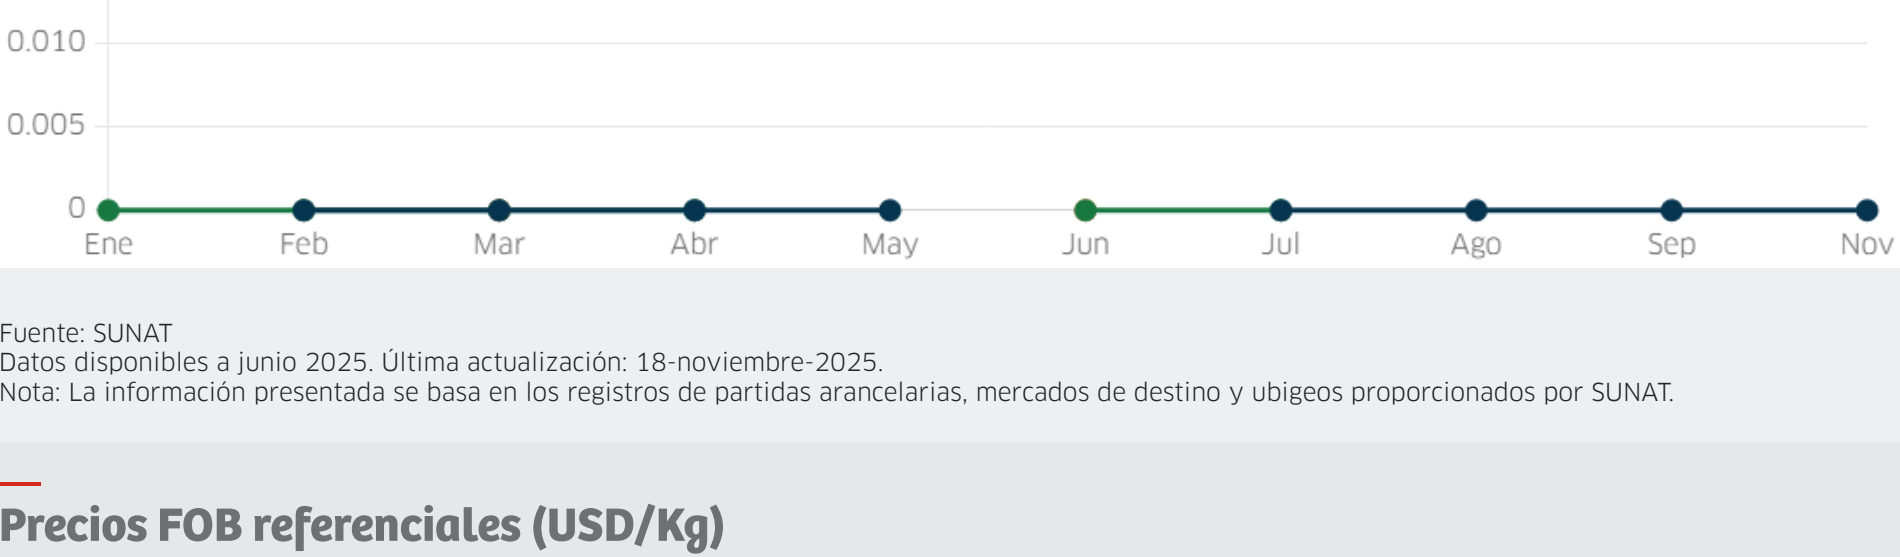 0.010
0.005
0
Ene Feb Mar Abr May Jun Jul Ago Sep Nov
Fuente: SUNAT
Datos disponibles a junio 2025. Última actualización: 18-noviembre-2025.
Nota: La información presentada se basa en los registros de partidas arancelarias, mercados de destino y ubigeos proporcionados por SUNAT.
Precios FOB referenciales (USD/Kg)